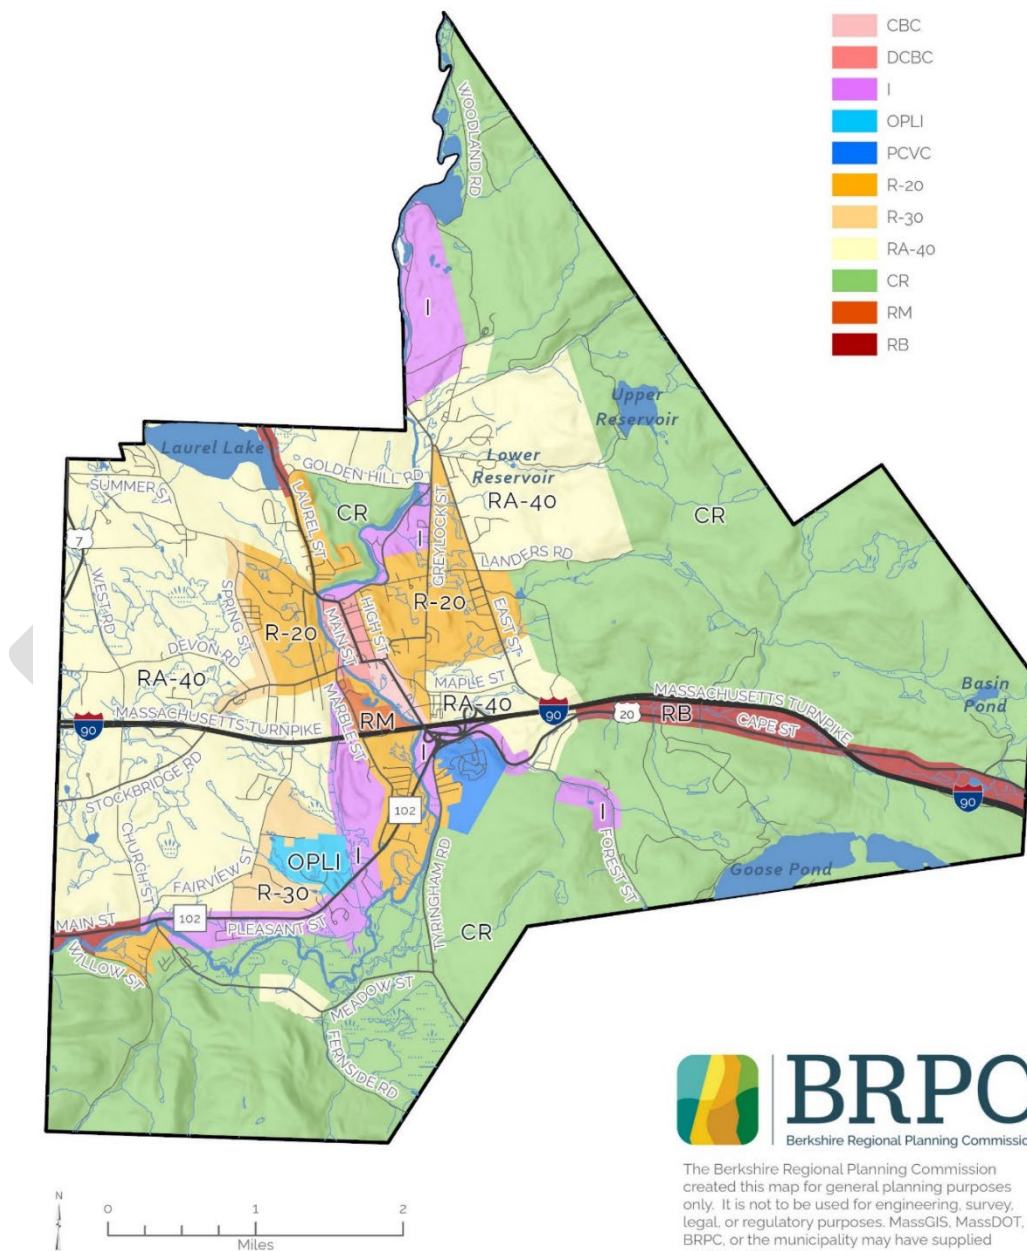 CBC
DCBC
I
OPLI
PCVC
R-20
R-30
RA-40
CR
RM
RB
WOODLAND RD
I
Upper
Reservoir
Laurel Lake
GOLDEN HILL RD
Lower
Reservoir
SUMMER ST
LAUREL ST
CR
I
GREYLOCK ST
RA-40
CR
7
LANDERS RD
WEST RD
SPRING ST
R-20
MAIN ST
HIGH ST
R-20
EAST ST
DEVON RD
RA-40
MAPLE ST
RA-40
MASSACHUSETTS TURNPIKE
Basin
Pond
90
MASSACHUSETTS TURNPIKE
MARBLE ST
RM
90
20
RB
CAPE ST
I
STOCKBRIDGE RD
90
102
I
FOREST ST
CHURCH ST
OPLI
I
Goose Pond
FAIRVIEW ST
R-30
TYRINGHAM RD
MAIN ST
102
PLEASANT ST
CR
WILLOW ST
MEADOW ST
FERNSIDE RD
BRPC
Berkshire Regional Planning Commissio
The Berkshire Regional Planning Commission
created this map for general planning purposes
only. It is not to be used for engineering, survey,
legal, or regulatory purposes. MassGIS, MassDOT,
BRPC, or the municipality may have supplied
N
0 1 2
Miles